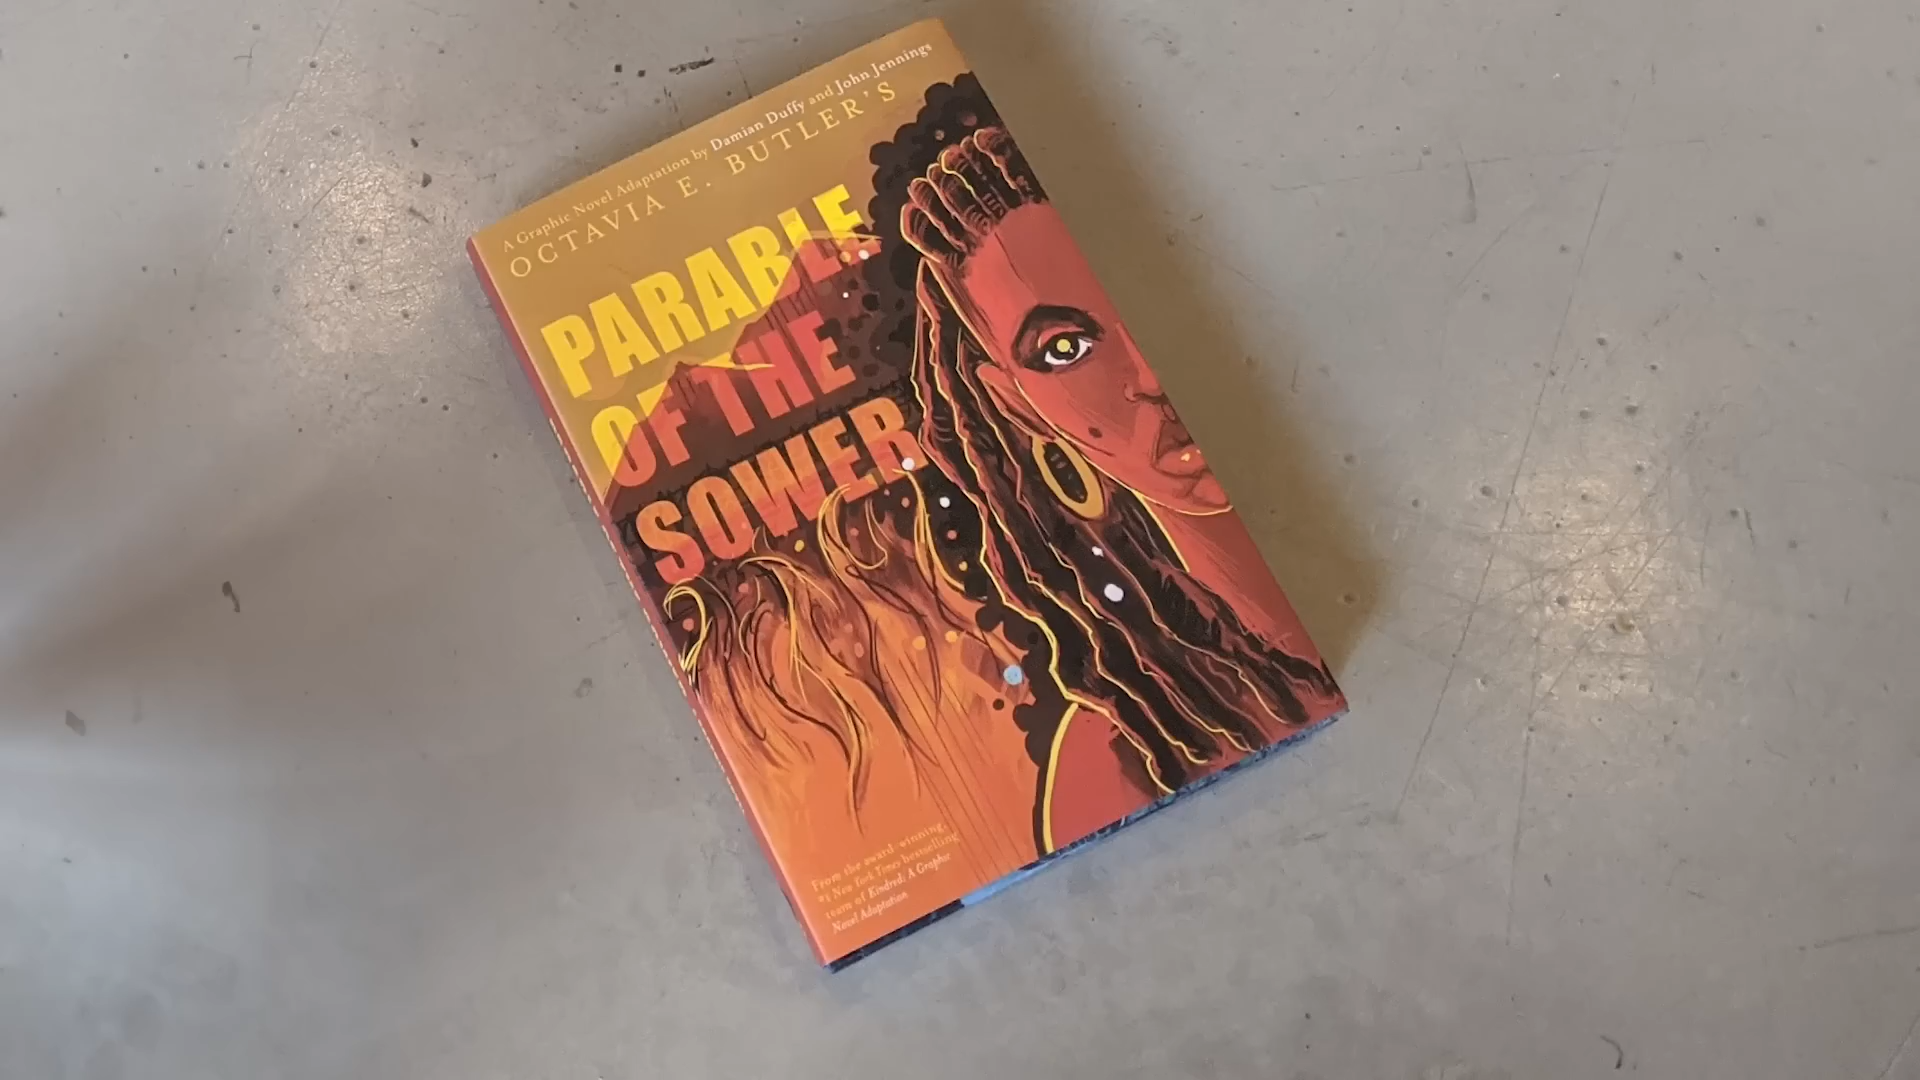 A Graphic Novel Adaptation by Damian Duffy and John Jennings
OCTAVIA E. BUTLER'S
PARABLE
OF THE
SOWER
From the award-winning,
#1 New York Times bestselling
team of Kindred: A Graphic
Novel Adaptation